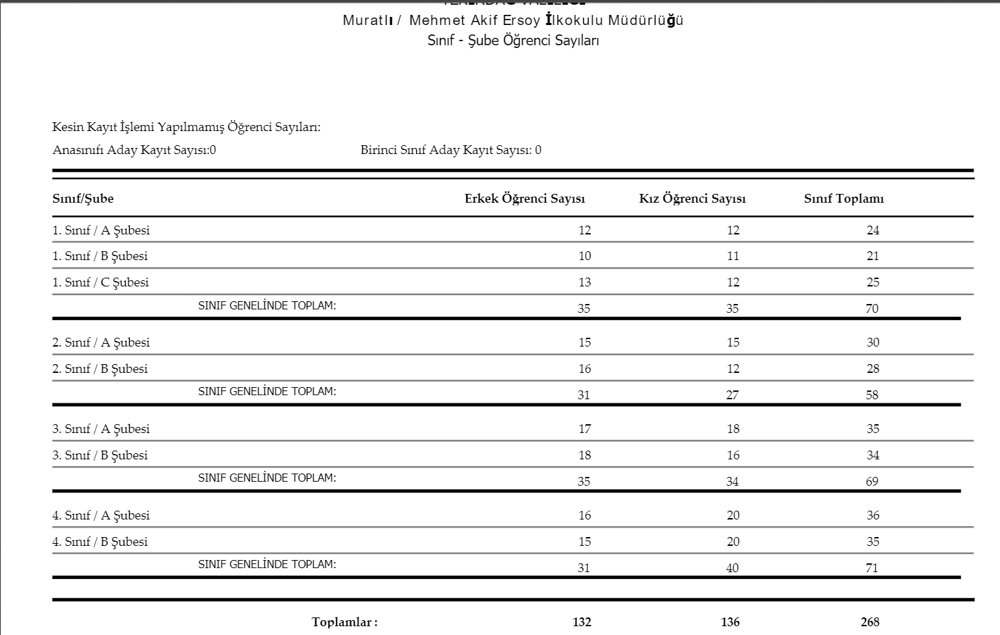 TEKİRDAĞ VALİLİĞİ
Muratlı / Mehmet Akif Ersoy İlkokulu Müdürlüğü
Sınıf - Şube Öğrenci Sayıları
Kesin Kayıt İşlemi Yapılmamış Öğrenci Sayıları:
Anasınıfı Aday Kayıt Sayısı:0 Birinci Sınıf Aday Kayıt Sayısı: 0
Sınıf/Şube Erkek Öğrenci Sayısı Kız Öğrenci Sayısı Sınıf Toplamı
1. Sınıf / A Şubesi 12 12 24
1. Sınıf / B Şubesi 10 11 21
1. Sınıf / C Şubesi 13 12 25
SINIF GENELİNDE TOPLAM: 35 35 70
2. Sınıf / A Şubesi 15 15 30
2. Sınıf / B Şubesi 16 12 28
SINIF GENELİNDE TOPLAM: 31 27 58
3. Sınıf / A Şubesi 17 18 35
3. Sınıf / B Şubesi 18 16 34
SINIF GENELİNDE TOPLAM: 35 34 69
4. Sınıf / A Şubesi 16 20 36
4. Sınıf / B Şubesi 15 20 35
SINIF GENELİNDE TOPLAM: 31 40 71
Toplamlar : 132 136 268